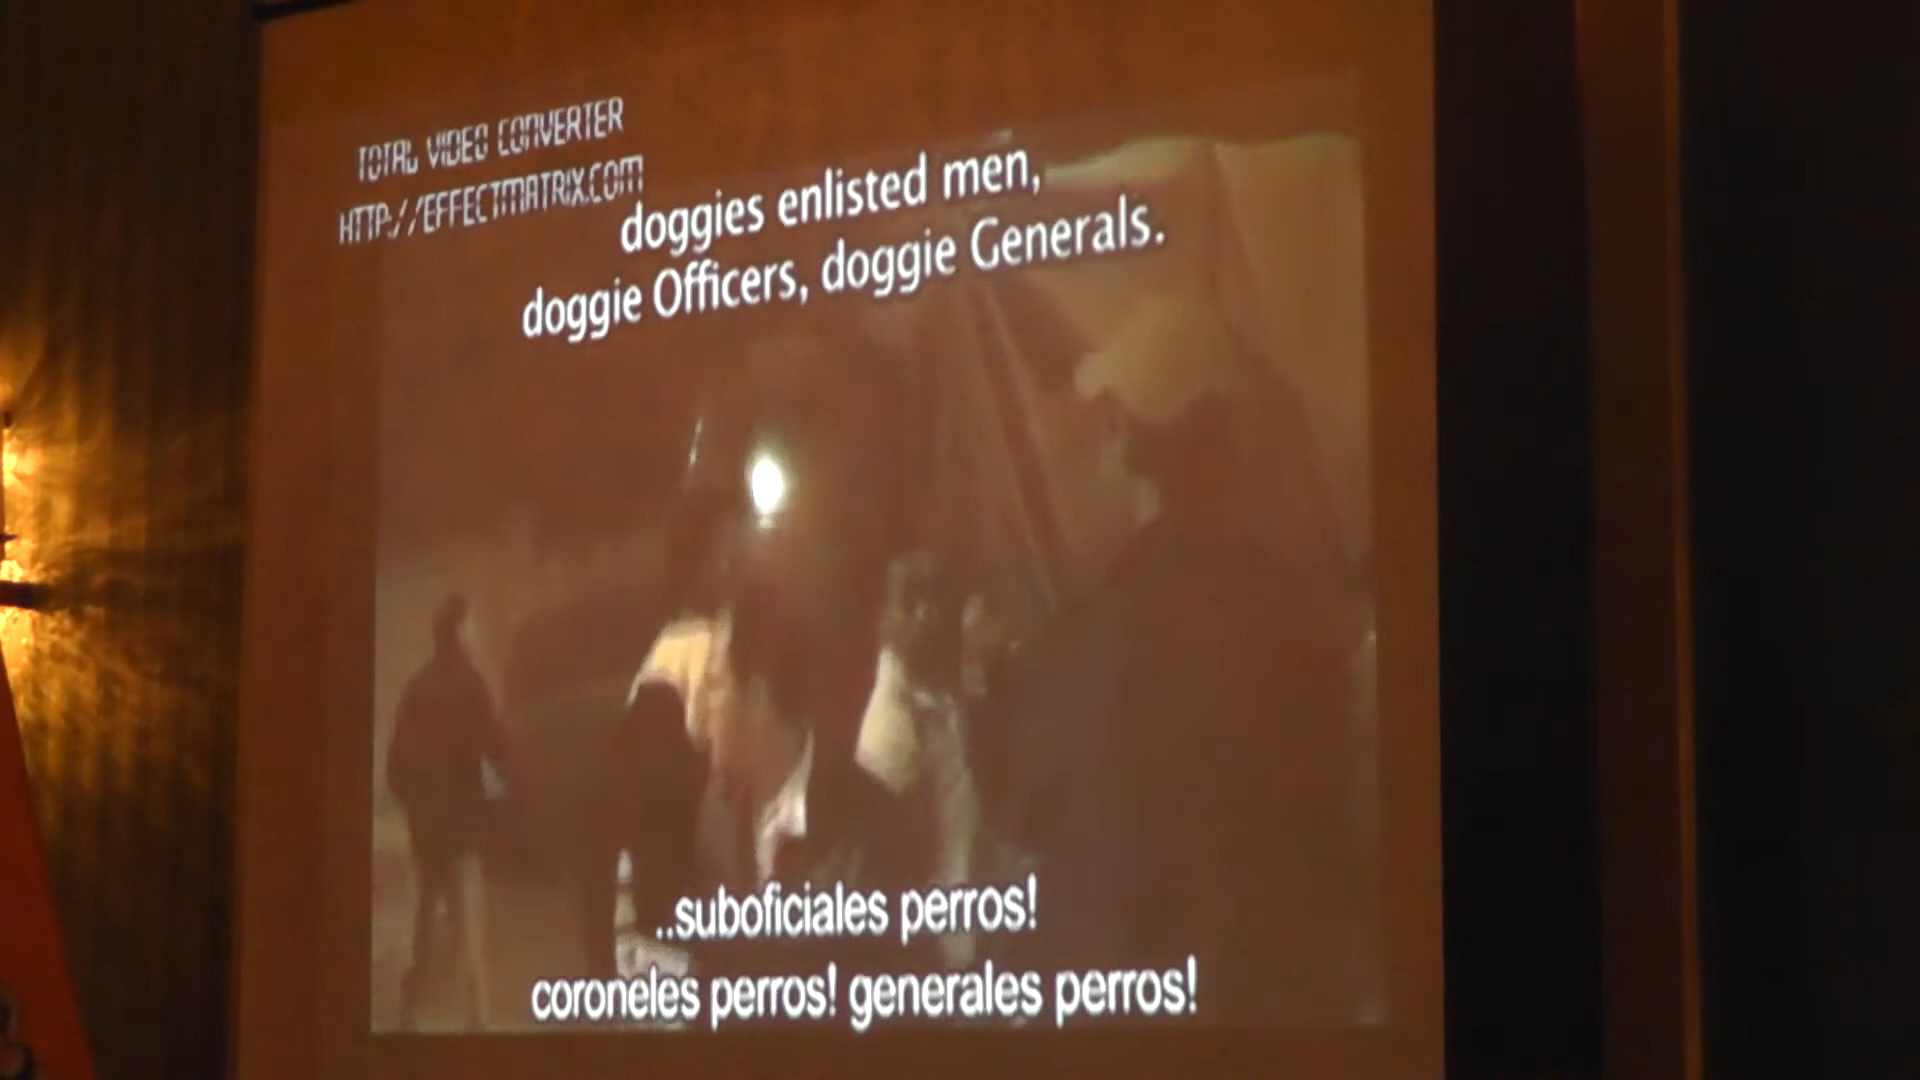 TOTAL VIDEO CONVERTER
HTTP://EFFECTMATRIX.COM
doggies enlisted men,
doggie Officers, doggie Generals.
..suboficiales perros!
coroneles perros! generales perros!